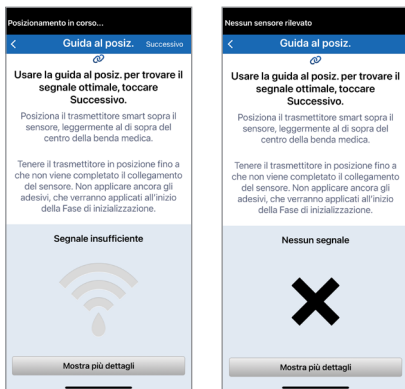 Posizionamento in corso...
Guida al posiz.
Successivo
Usare la guida al posiz. per trovare il
segnale ottimale, toccare
Successivo.
Posiziona il trasmettitore smart sopra il
sensore, leggermente al di sopra del
centro della benda medica.
Tenere il trasmettitore in posizione fino a
che non viene completato il collegamento
del sensore. Non applicare ancora gli
adesivi, che verranno applicati all'inizio
della Fase di inizializzazione.
Segnale insufficiente
Mostra più dettagli
Nessun sensore rilevato
Guida al posiz.
Usare la guida al posiz. per trovare il
segnale ottimale, toccare
Successivo.
Posiziona il trasmettitore smart sopra il
sensore, leggermente al di sopra del
centro della benda medica.
Tenere il trasmettitore in posizione fino a
che non viene completato il collegamento
del sensore. Non applicare ancora gli
adesivi, che verranno applicati all'inizio
della Fase di inizializzazione.
Nessun segnale
Mostra più dettagli